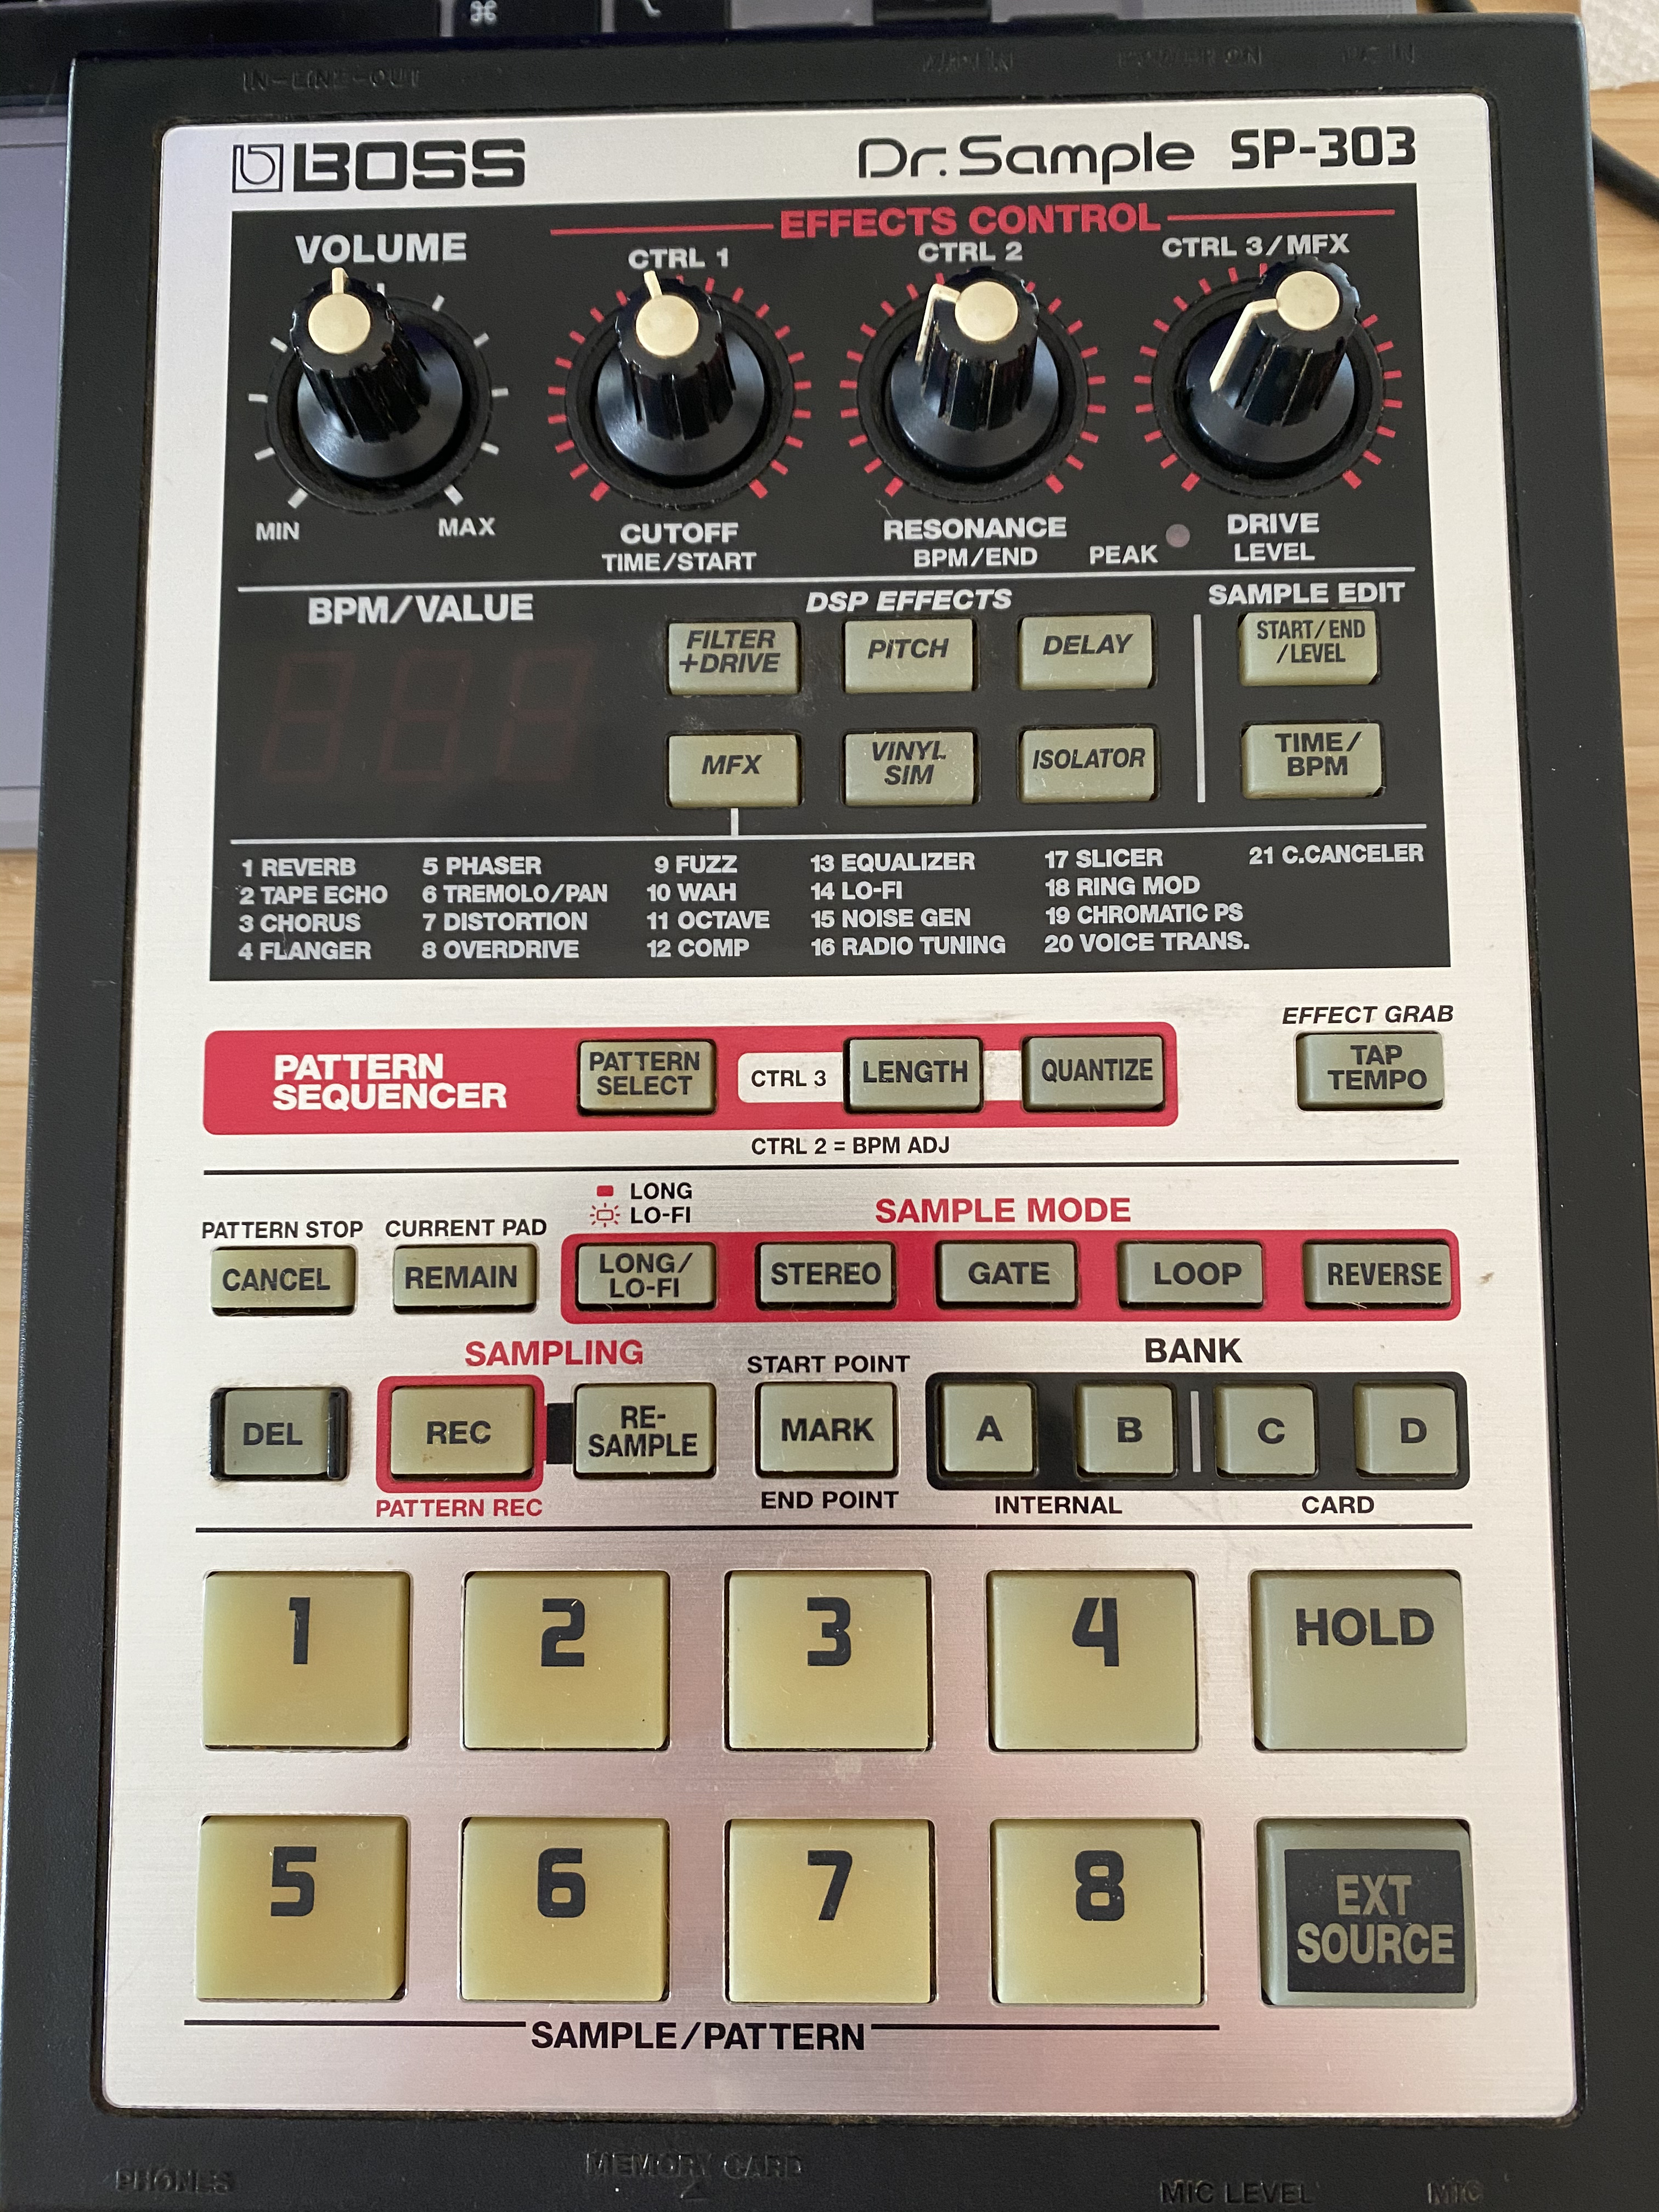 ⌘
IN-LINE-OUT
BOSS
Dr. Sample SP-303
EFFECTS CONTROL
VOLUME
CTRL 1
CTRL 2
CTRL 3/MFX
MIN
MAX
CUTOFF
TIME/START
RESONANCE
BPM/END
PEAK
DRIVE
LEVEL
BPM/VALUE
DSP EFFECTS
SAMPLE EDIT
FILTER
+DRIVE
PITCH
DELAY
START/END
/LEVEL
MFX
VINYL
SIM
ISOLATOR
TIME/
BPM
1 REVERB
2 TAPE ECHO
3 CHORUS
4 FLANGER
5 PHASER
6 TREMOLO/PAN
7 DISTORTION
8 OVERDRIVE
9 FUZZ
10 WAH
11 OCTAVE
12 COMP
13 EQUALIZER
14 LO-FI
15 NOISE GEN
16 RADIO TUNING
17 SLICER
18 RING MOD
19 CHROMATIC PS
20 VOICE TRANS.
21 C.CANCELER
PATTERN
SEQUENCER
PATTERN
SELECT
CTRL 3
LENGTH
QUANTIZE
CTRL 2 = BPM ADJ
EFFECT GRAB
TAP
TEMPO
LONG
LO-FI
SAMPLE MODE
PATTERN STOP
CANCEL
CURRENT PAD
REMAIN
LONG/
LO-FI
STEREO
GATE
LOOP
REVERSE
SAMPLING
START POINT
BANK
DEL
REC
RE-
SAMPLE
MARK
A
B
C
D
PATTERN REC
END POINT
INTERNAL
CARD
1
2
3
4
HOLD
5
6
7
8
EXT
SOURCE
SAMPLE/PATTERN
PHONES
MEMORY CARD
MIC LEVEL
MIC